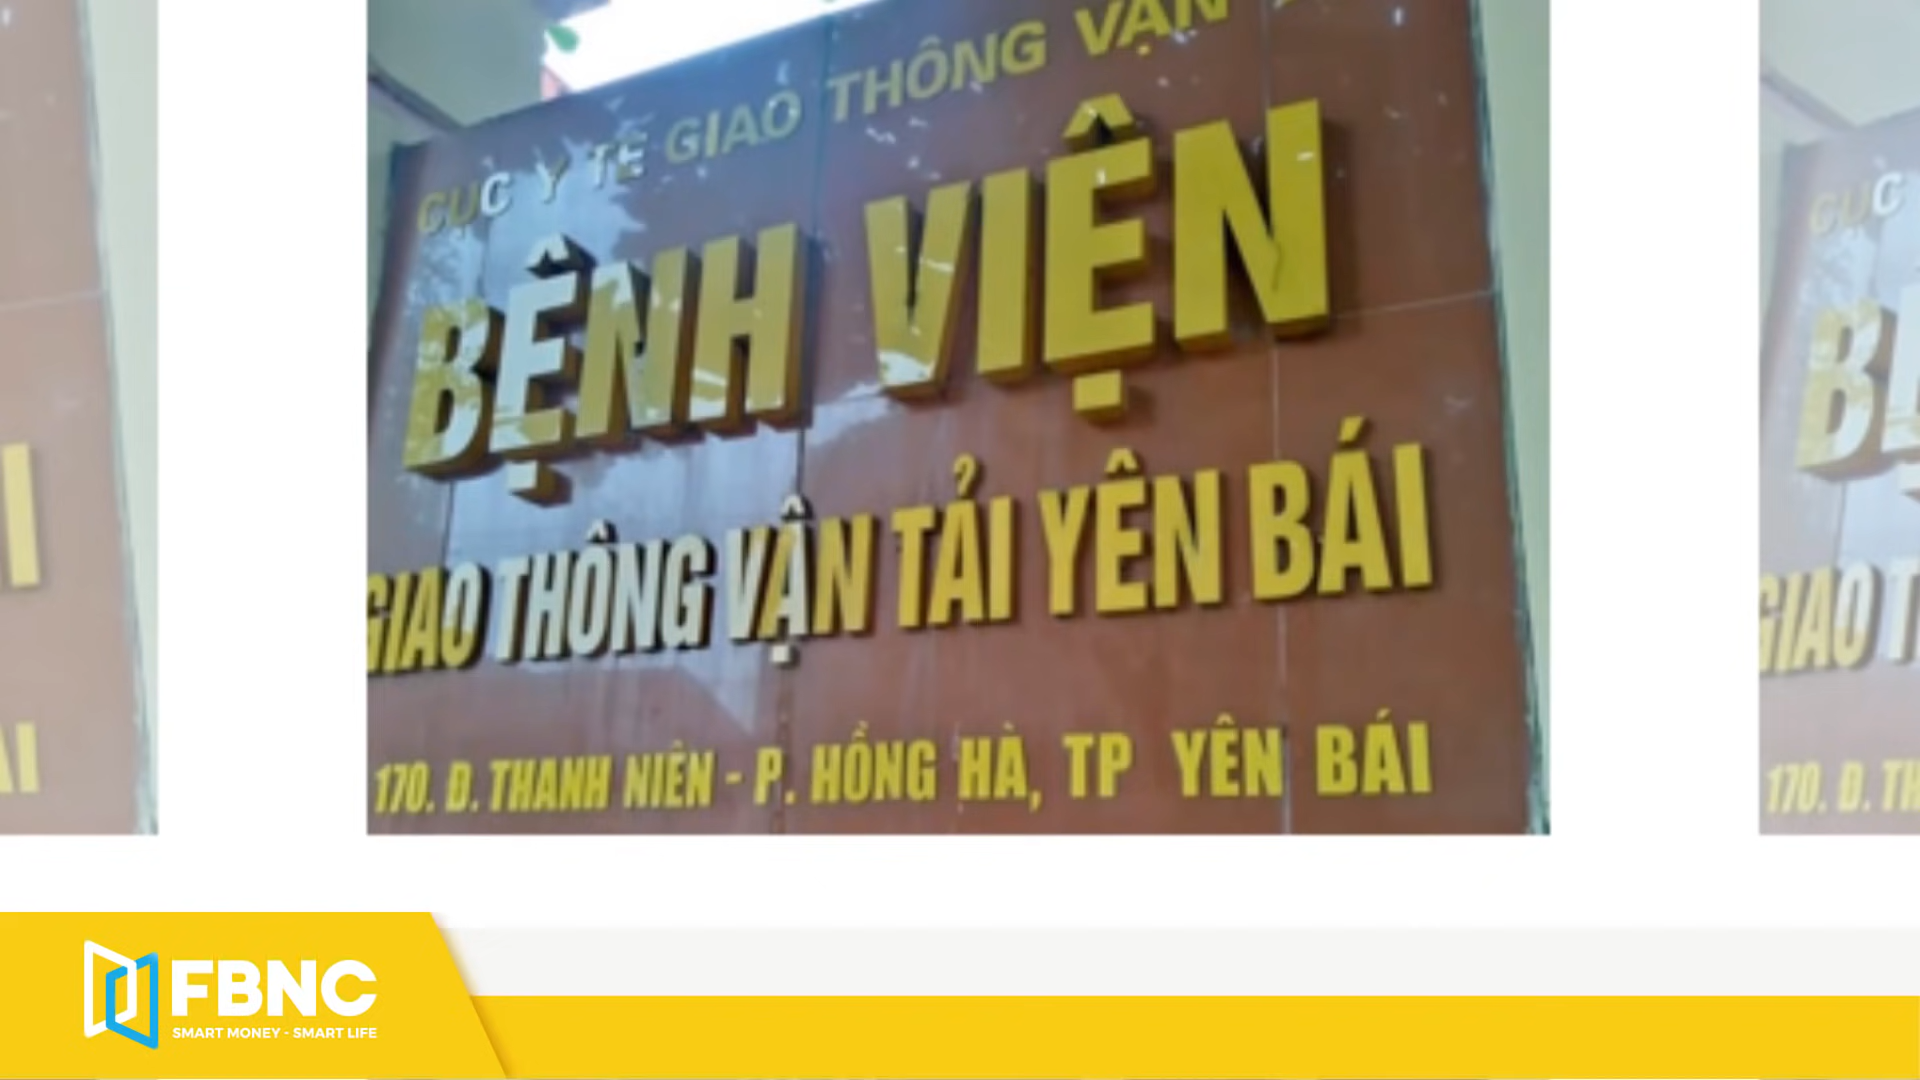 CỤC Y TẾ GIAO THÔNG VẬN
BỆNH VIỆN
GIAO THÔNG VẬN TẢI YÊN BÁI
170. Đ. THANH NIÊN - P. HỒNG HÀ, TP YÊN BÁI
FBNC
SMART MONEY - SMART LIFE